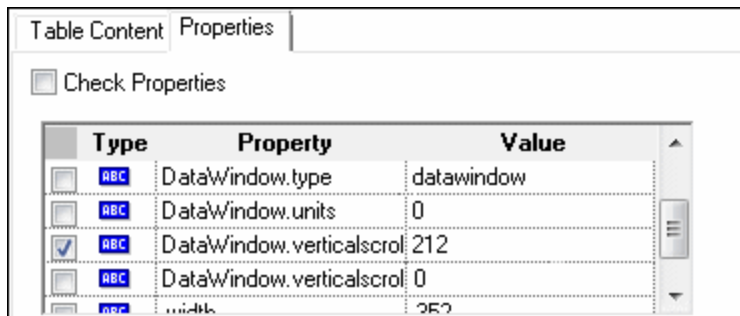 Table Content Properties
Check Properties
Type Property Value
ABC DataWindow.type datawindow
ABC DataWindow.units 0
ABC DataWindow.verticalscrol 212
ABC DataWindow.verticalscrol 0